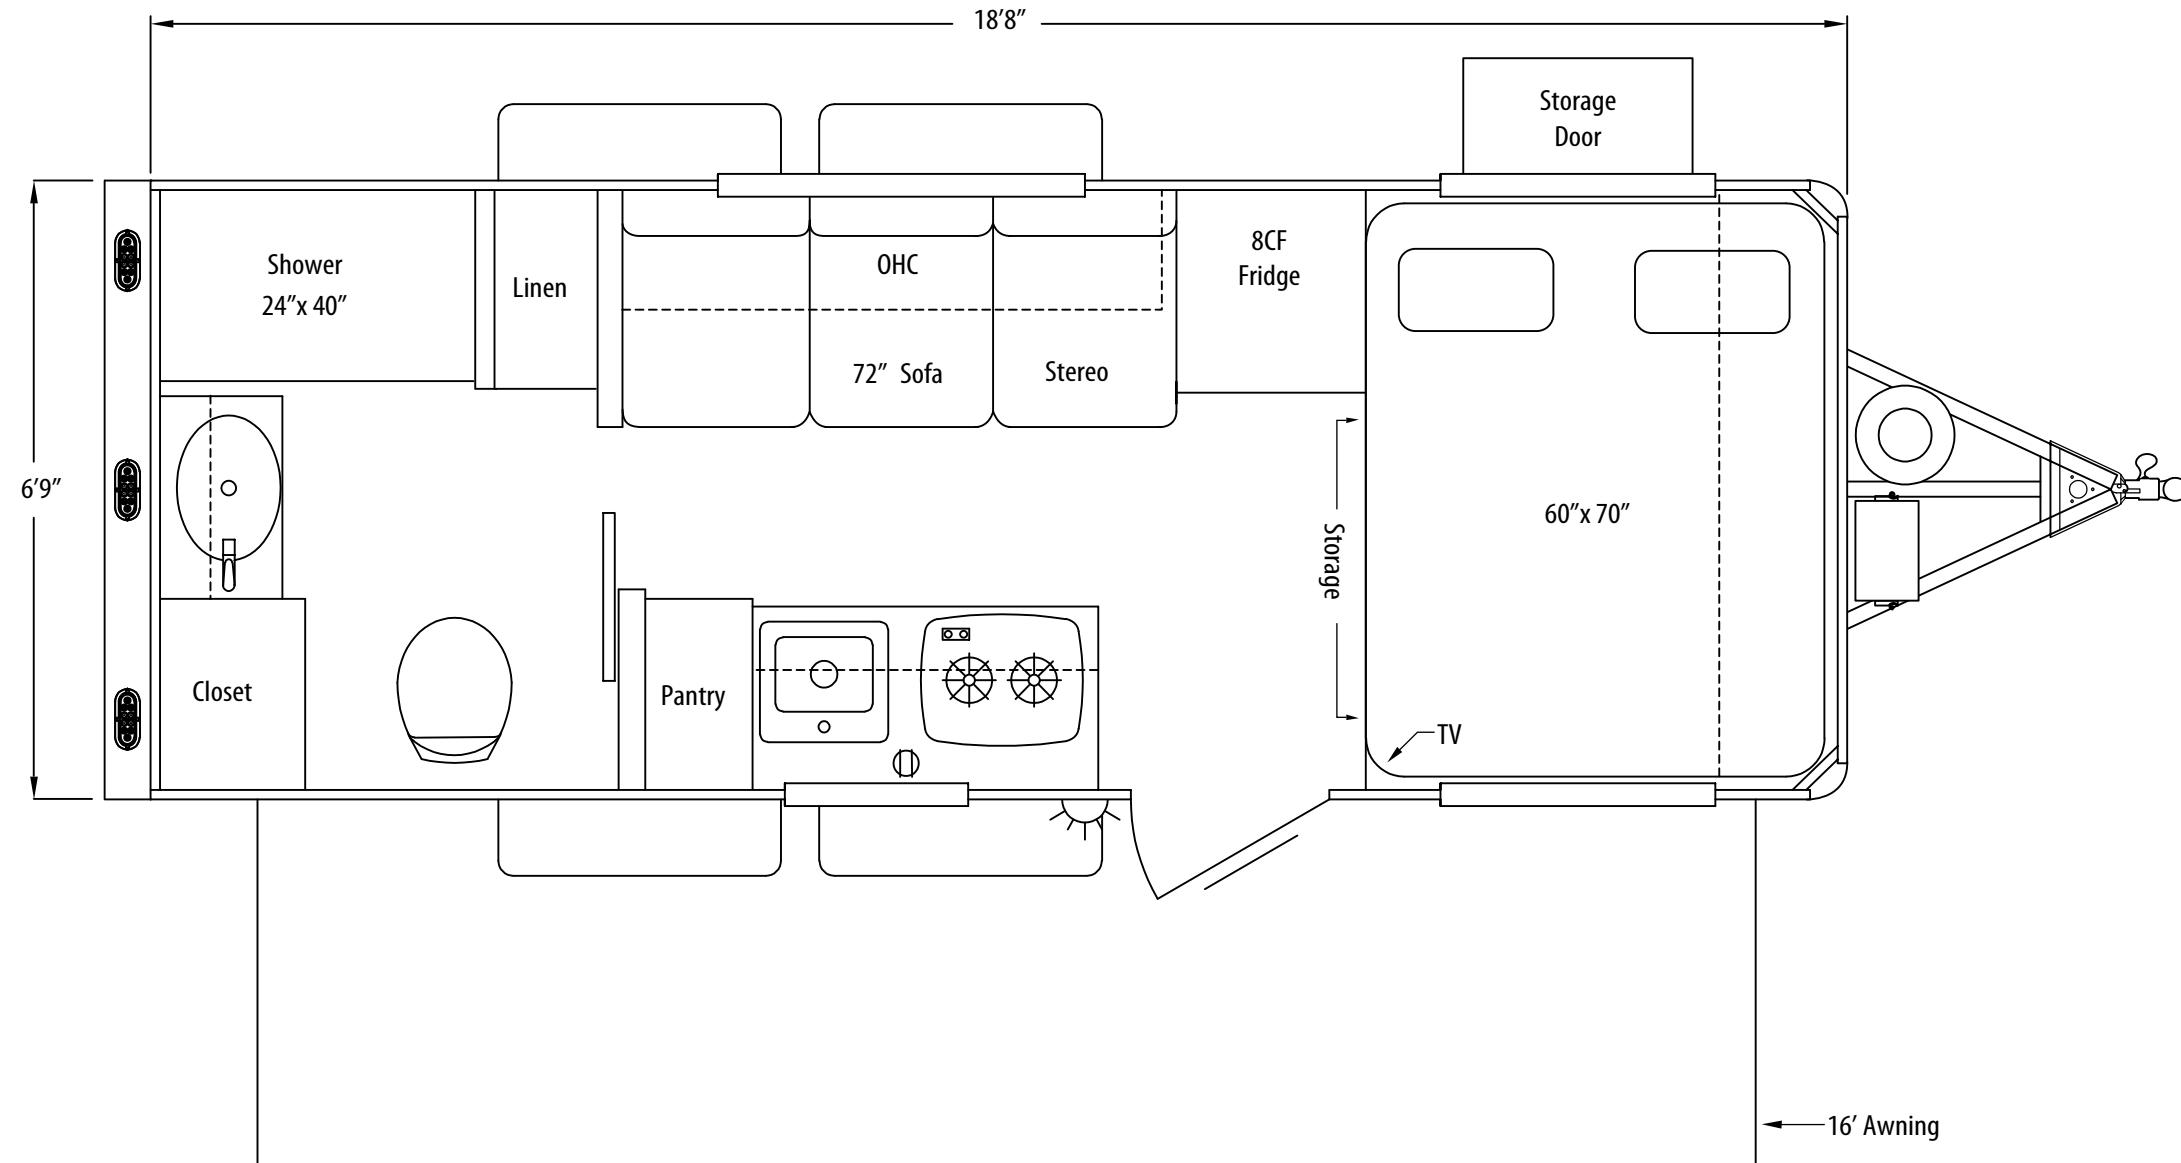 18'8”
Storage
Door
Shower
24”x 40”
Linen
OHC
8CF
Fridge
72” Sofa
Stereo
6'9”
60”x 70”
Storage
Closet
Pantry
TV
16' Awning